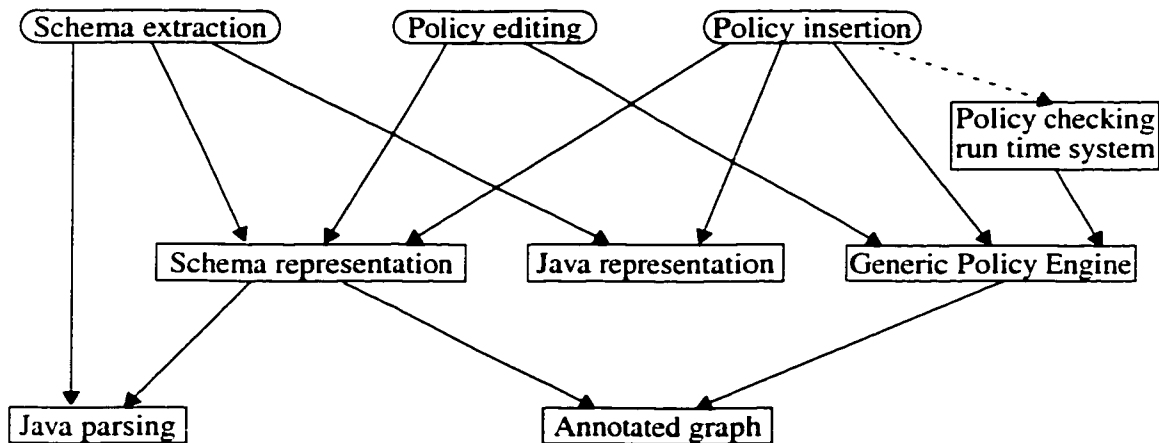 Schema extraction
Policy editing
Policy insertion
Policy checking
run time system
Schema representation
Java representation
Generic Policy Engine
Java parsing
Annotated graph